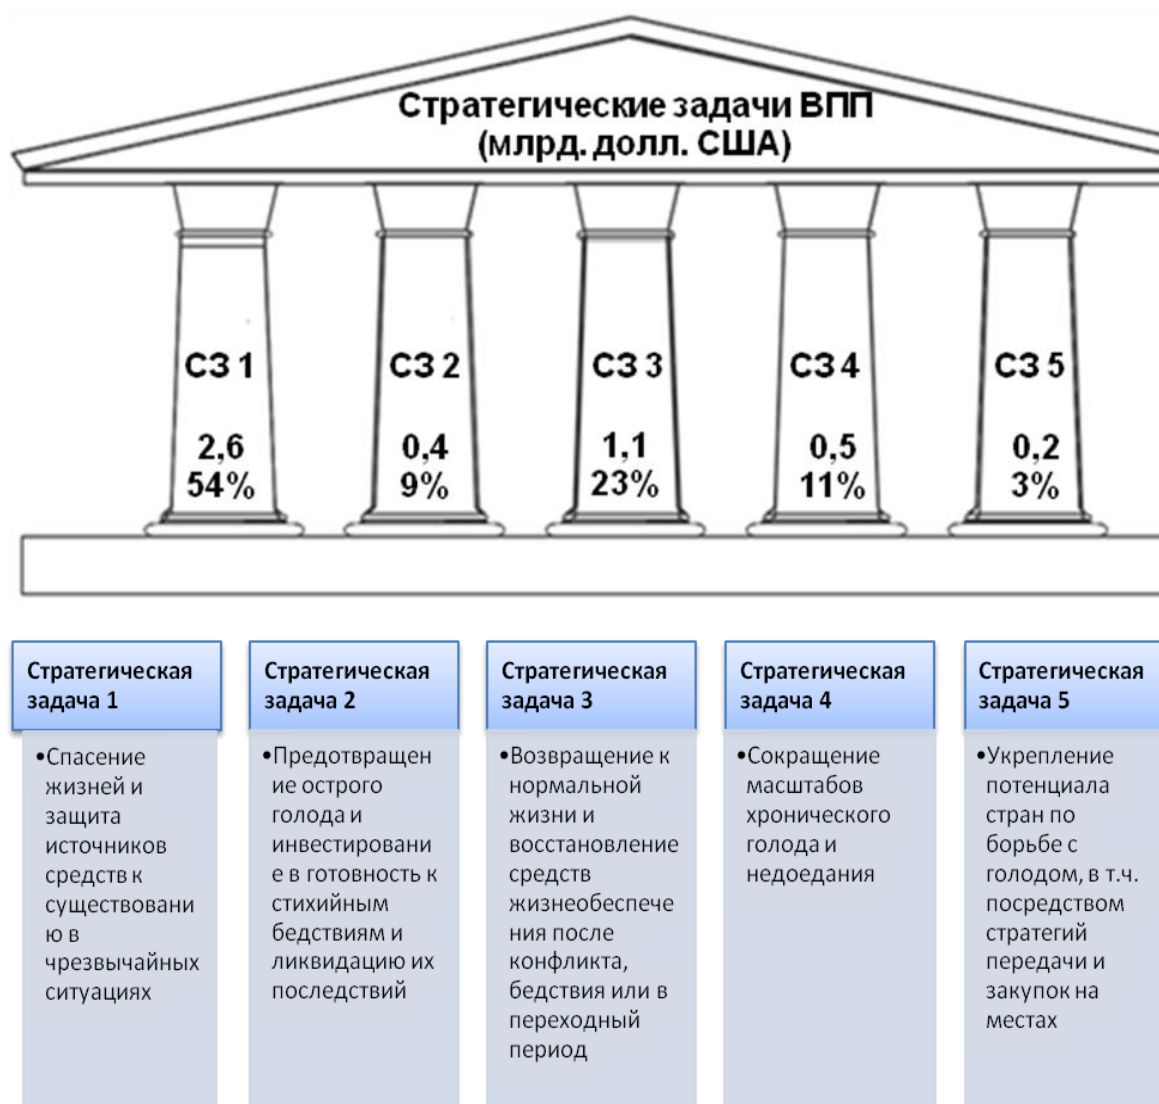 Стратегические задачи ВПП
(млрд. долл. США)
СЗ 1
2,6
54%
СЗ 2
0,4
9%
СЗ 3
1,1
23%
СЗ 4
0,5
11%
СЗ 5
0,2
3%
Стратегическая
задача 1
•Спасение
жизней и
защита
источников
средств к
существовани
ю в
чрезвычайных
ситуациях
Стратегическая
задача 2
•Предотвращен
ие острого
голода и
инвестировани
е в готовность к
стихийным
бедствиям и
ликвидацию их
последствий
Стратегическая
задача 3
•Возвращение к
нормальной
жизни и
восстановление
средств
жизнеобеспече
ния после
конфликта,
бедствия или в
переходный
период
Стратегическая
задача 4
•Сокращение
масштабов
хронического
голода и
недоедания
Стратегическая
задача 5
•Укрепление
потенциала
стран по
борьбе с
голодом, в т.ч.
посредством
стратегий
передачи и
закупок на
местах